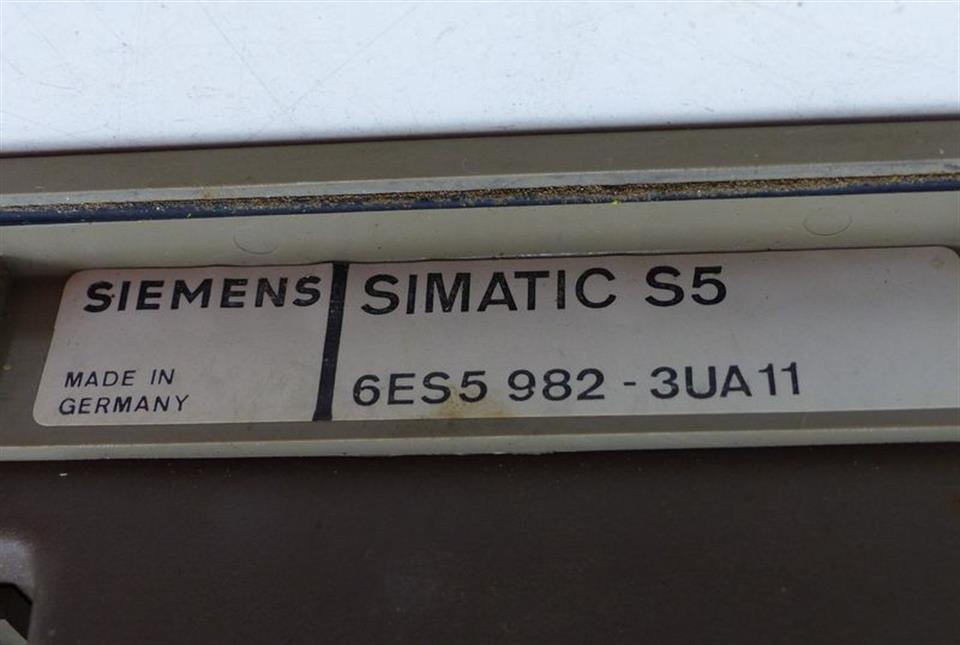 SIEMENS
MADE IN
GERMANY
SIMATIC S5
6ES5 982 - 3UA11